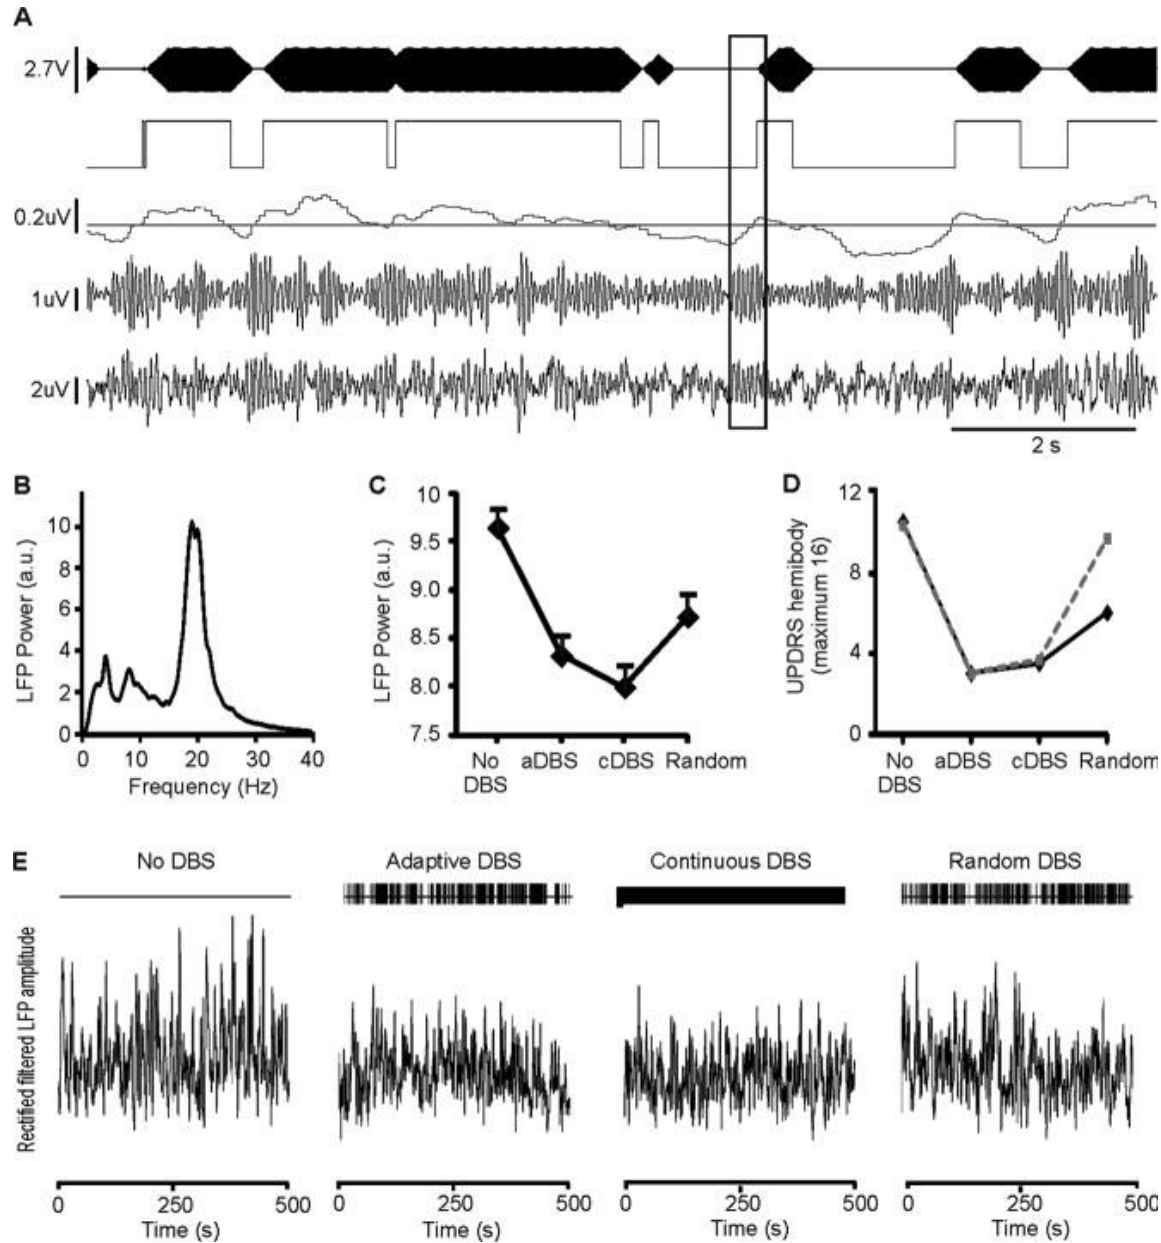 A
2.7V
0.2uV
1uV
2uV
2 s
B
LFP Power (a.u.)
10
8
6
4
2
0
0 10 20 30 40
Frequency (Hz)
C
LFP Power (a.u.)
10
9.5
9.0
8.5
8.0
7.5
No DBS aDBS cDBS Random
D
UPDRS hemibody
(maximum 16)
12
8
4
0
No DBS aDBS cDBS Random
E
No DBS Adaptive DBS Continuous DBS Random DBS
Rectified filtered LFP amplitude
0 250 500 0 250 500 0 250 500 0 250 500
Time (s) Time (s) Time (s) Time (s)